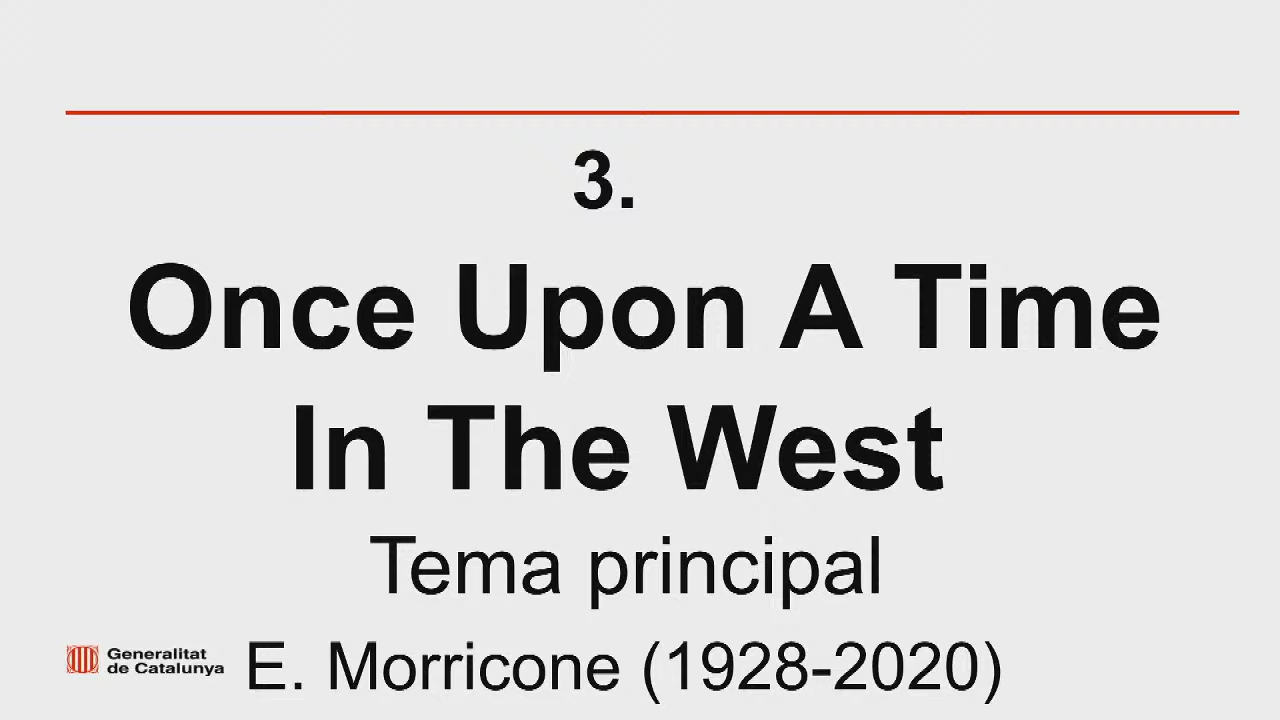 3.
Once Upon A Time
In The West
Tema principal
Generalitat
de Catalunya
E. Morricone (1928-2020)